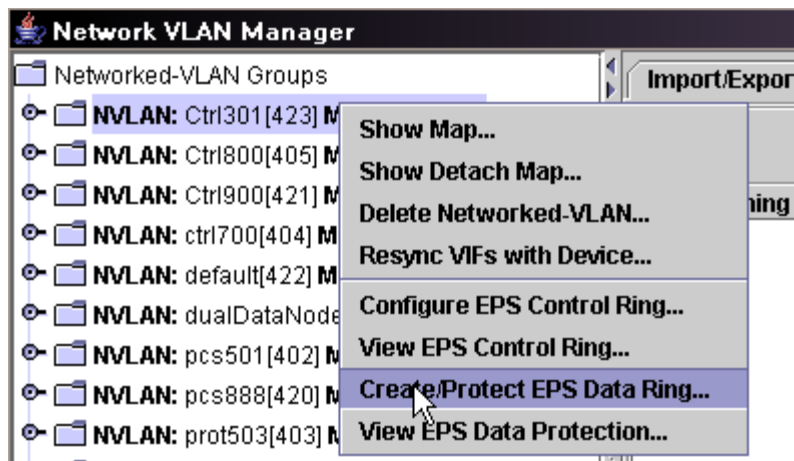 Network VLAN Manager
Networked-VLAN Groups
Import/Expor
NVLAN: Ctrl301[423] M
NVLAN: Ctrl800[405] M
NVLAN: Ctrl900[421] M
NVLAN: ctrl700[404] M
NVLAN: default[422] M
NVLAN: dualDataNode
NVLAN: pcs501[402] M
NVLAN: pcs888[420] M
NVLAN: prot503[403] M
Show Map...
Show Detach Map...
Delete Networked-VLAN...
Resync VIFs with Device...
Configure EPS Control Ring...
View EPS Control Ring...
Create/Protect EPS Data Ring...
View EPS Data Protection...
ning